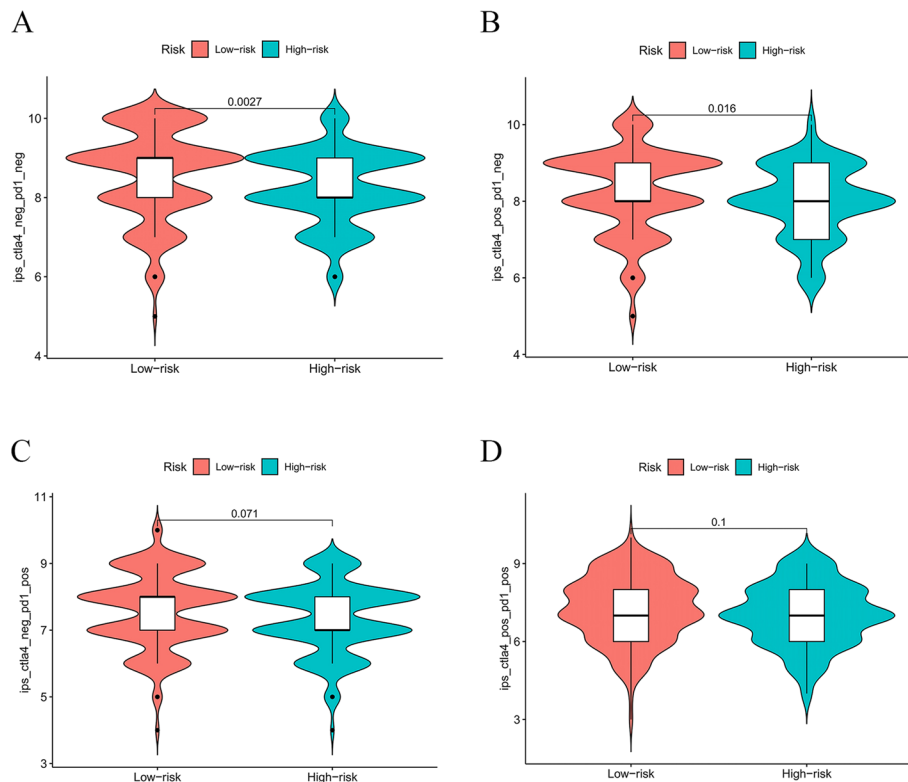 A
Risk Low-risk High-risk
ips_ctla4_neg_pd1_neg
10
8
6
4
0.0027
Low-risk High-risk
B
Risk Low-risk High-risk
ips_ctla4_pos_pd1_neg
10
8
6
4
0.016
Low-risk High-risk
C
Risk Low-risk High-risk
ips_ctla4_neg_pd1_pos
11
9
7
5
3
0.071
Low-risk High-risk
D
Risk Low-risk High-risk
ips_ctla4_pos_pd1_pos
9
6
3
0.1
Low-risk High-risk